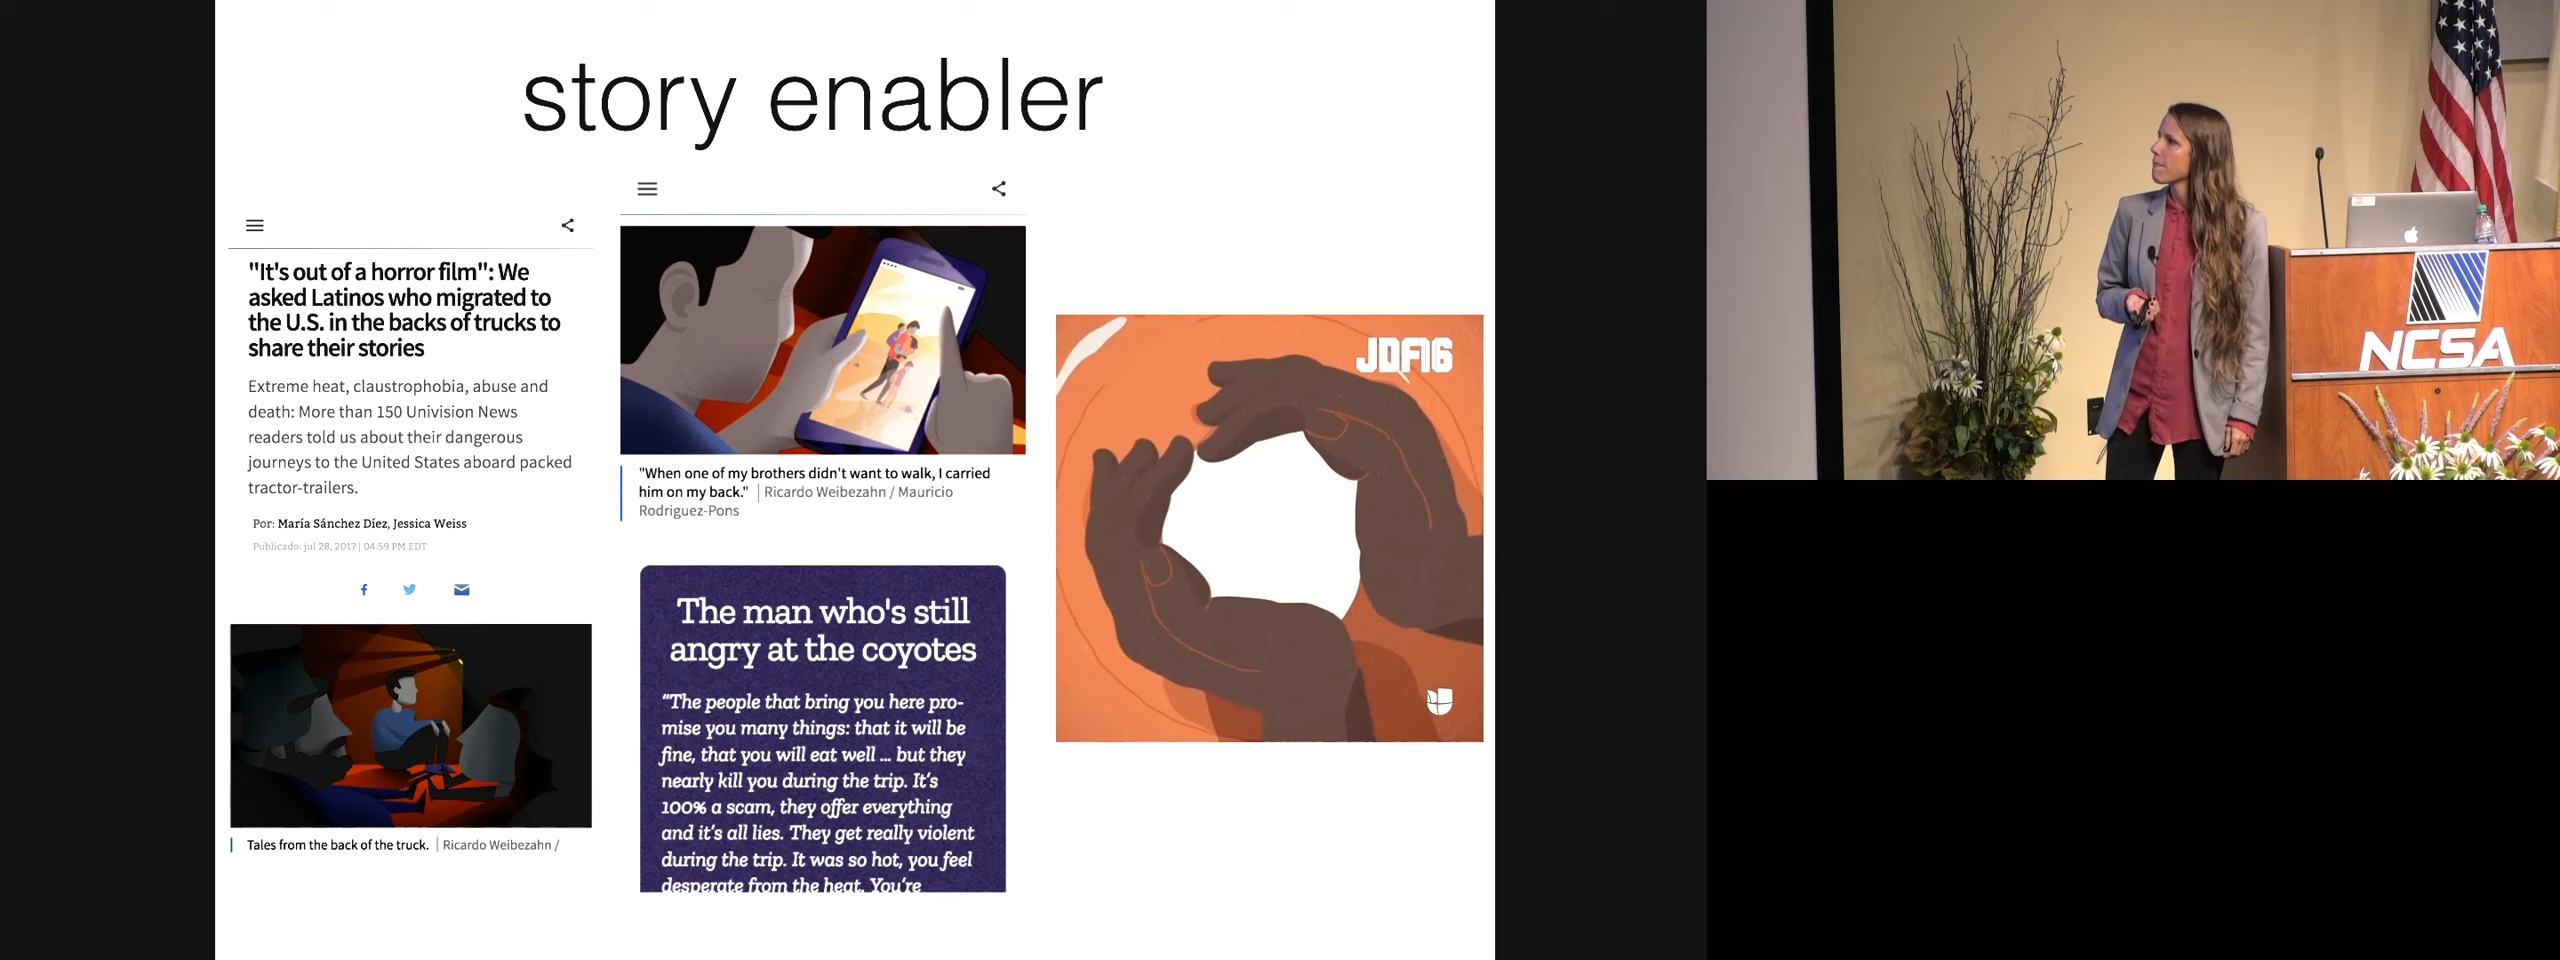 story enabler
"It's out of a horror film": We
asked Latinos who migrated to
the U.S. in the backs of trucks to
share their stories
Extreme heat, claustrophobia, abuse and
death: More than 150 Univision News
readers told us about their dangerous
journeys to the United States aboard packed
tractor-trailers.
Por: María Sánchez Díez, Jessica Weiss
Publicado: jul 28, 2017 | 04:59 PM EDT
Tales from the back of the truck. | Ricardo Weibezahn /
"When one of my brothers didn't want to walk, I carried
him on my back." | Ricardo Weibezahn / Mauricio
Rodriguez-Pons
The man who's still
angry at the coyotes
"The people that bring you here pro-
mise you many things: that it will be
fine, that you will eat well ... but they
nearly kill you during the trip. It's
100% a scam, they offer everything
and it's all lies. They get really violent
during the trip. It was so hot, you feel
desperate from the heat. You're
JDF16
NCSA